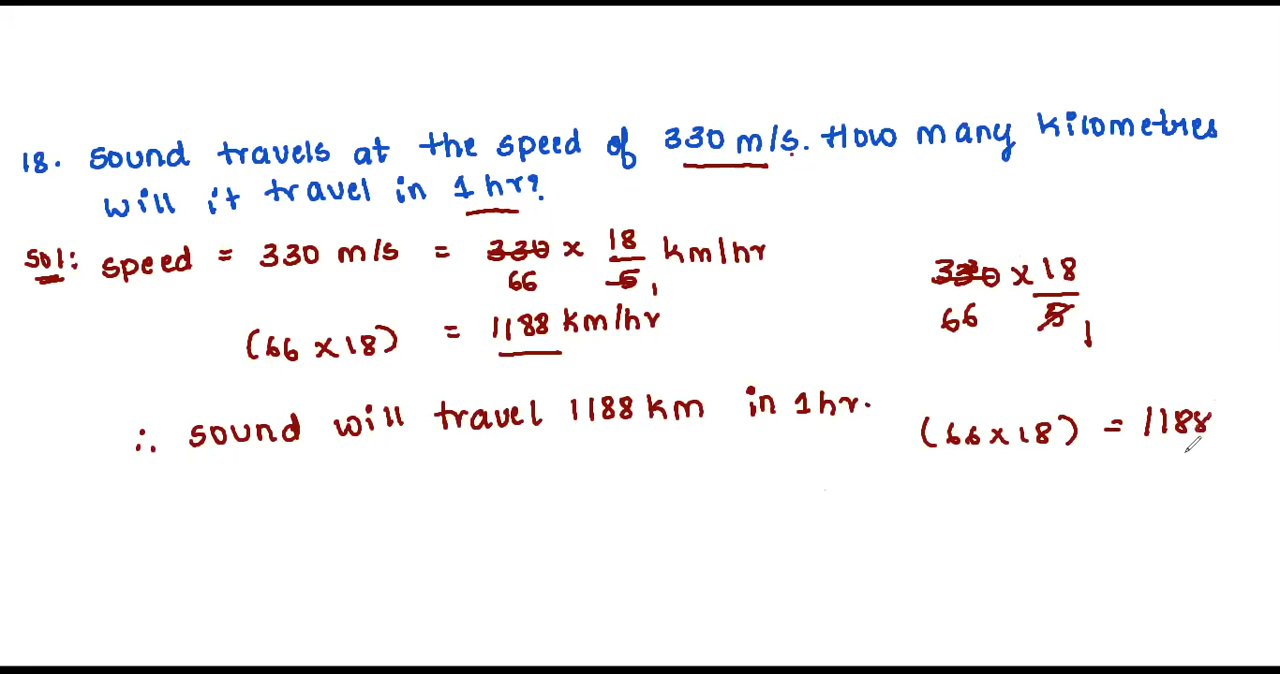 18. Sound travels at the speed of 330 m/s. How many kilometres
will it travel in 1 hr?
Sol: Speed = 330 m/s = 330 x 18/5 km/hr
66 1
(66 x 18) = 1188 km/hr
∴ Sound will travel 1188 km in 1 hr.
330 x 18/5
66 1
(66 x 18) = 1188